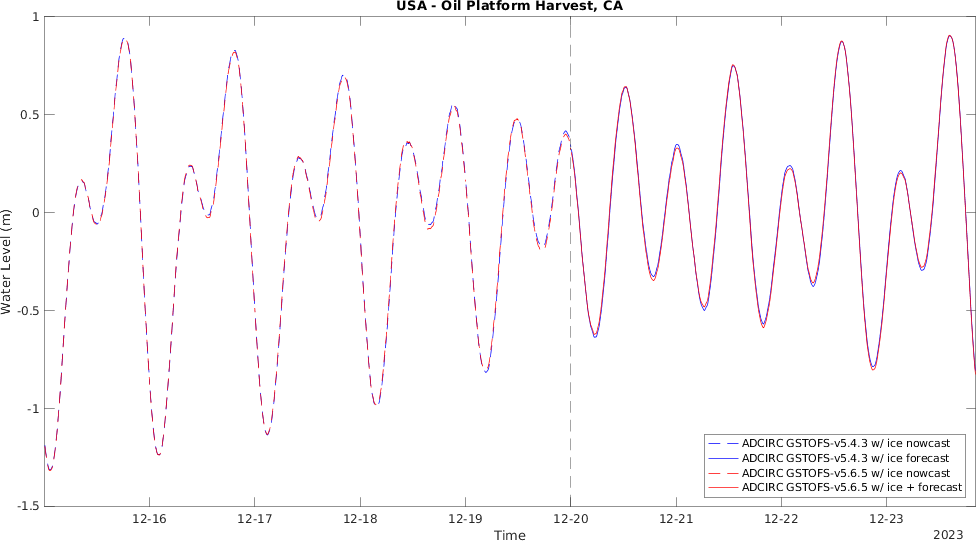 USA - Oil Platform Harvest, CA
1
0.5
0
-0.5
-1
-1.5
Water Level (m)
12-16
12-17
12-18
12-19
12-20
12-21
12-22
12-23
Time
2023
ADCIRC GSTOFS-v5.4.3 w/ ice nowcast
ADCIRC GSTOFS-v5.4.3 w/ ice forecast
ADCIRC GSTOFS-v5.6.5 w/ ice nowcast
ADCIRC GSTOFS-v5.6.5 w/ ice + forecast